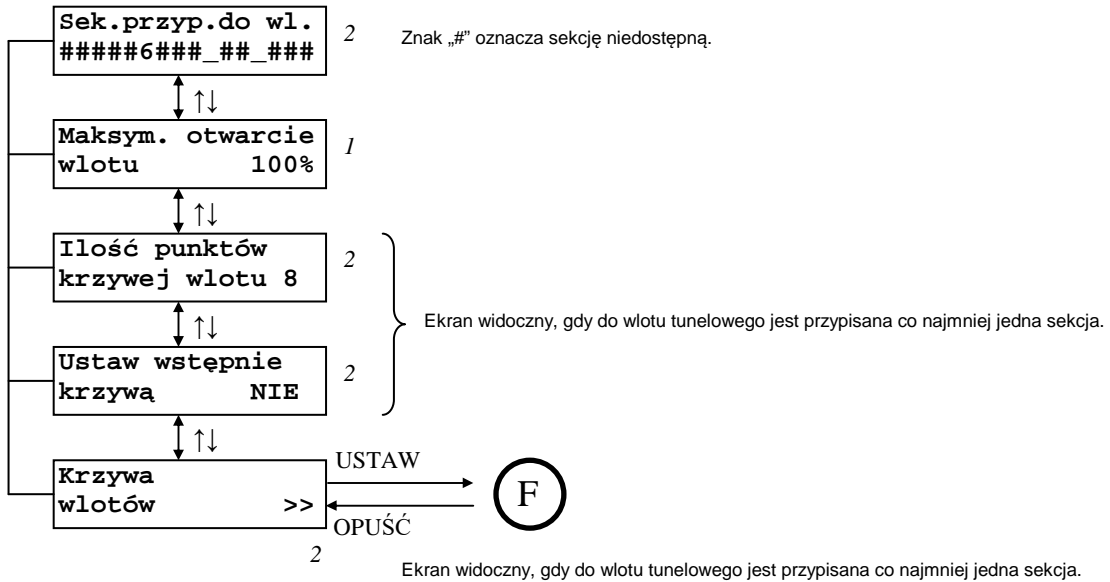 Sek.przyp.do wl.
#####6###_##_###
2
Znak „#” oznacza sekcję niedostępną.
↑↓
Maksym. otwarcie
wlotu 100%
1
↑↓
Ilość punktów
krzywej wlotu 8
2
Ekran widoczny, gdy do wlotu tunelowego jest przypisana co najmniej jedna sekcja.
↑↓
Ustaw wstępnie
krzywą NIE
2
↑↓
Krzywa
wlotów >>
USTAW
OPUŚĆ
F
2
Ekran widoczny, gdy do wlotu tunelowego jest przypisana co najmniej jedna sekcja.